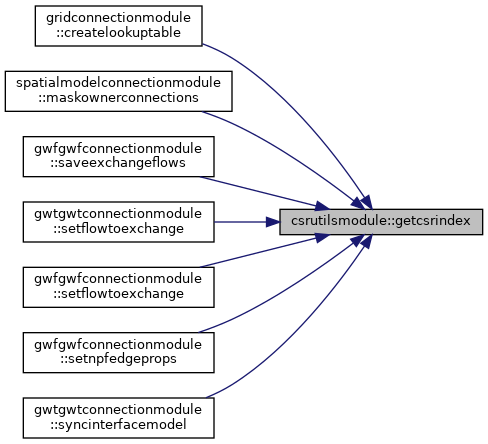 gridconnectionmodule
::createlookuptable
spatialmodelconnectionmodule
::maskownerconnections
gwfgwfconnectionmodule
::saveexchangeflows
gwtgwtconnectionmodule
::setflowtoexchange
csrutilsmodule::getcsrindex
gwfgwfconnectionmodule
::setflowtoexchange
gwfgwfconnectionmodule
::setnpfedgeprops
gwtgwtconnectionmodule
::syncinterfacemodel